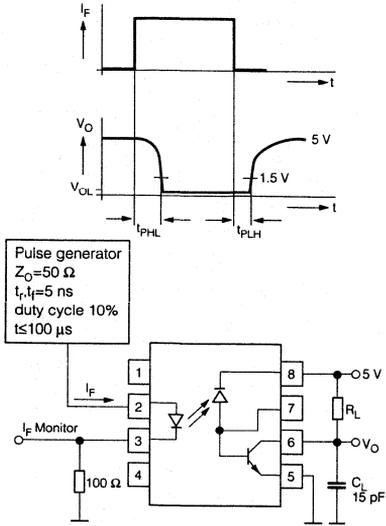 I_F
t
V_O
5 V
1.5 V
V_OL
t
t_PHL
t_PLH
Pulse generator
Z_O=50 Ω
t_r,t_f=5 ns
duty cycle 10%
t≤100 µs
1
8
5 V
I_F
2
7
R_L
I_F Monitor
3
6
V_O
4
5
100 Ω
C_L
15 pF